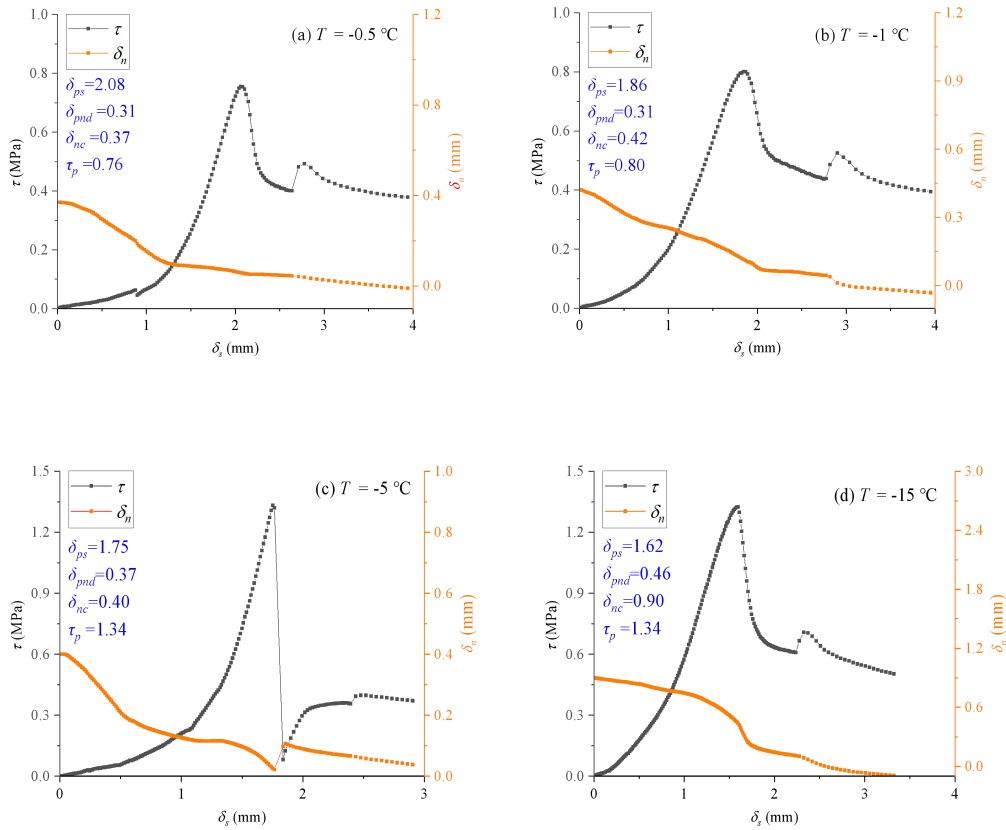 (a) T = -0.5 ℃
τ
δn
δps=2.08
δpnd=0.31
δnc=0.37
τp=0.76
τ (MPa)
1.0
0.8
0.6
0.4
0.2
0.0
0 1 2 3 4
δs (mm)
1.2
0.8
0.4
0.0
δn (mm)
(b) T = -1 ℃
τ
δn
δps=1.86
δpnd=0.31
δnc=0.42
τp=0.80
τ (MPa)
1.0
0.8
0.6
0.4
0.2
0.0
0 1 2 3 4
δs (mm)
1.2
0.9
0.6
0.3
0.0
δn (mm)
(c) T = -5 ℃
τ
δn
δps=1.75
δpnd=0.37
δnc=0.40
τp=1.34
τ (MPa)
1.5
1.2
0.9
0.6
0.3
0.0
0 1 2 3
δs (mm)
1.0
0.8
0.6
0.4
0.2
0.0
δn (mm)
(d) T = -15 ℃
τ
δn
δps=1.62
δpnd=0.46
δnc=0.90
τp=1.34
τ (MPa)
1.5
1.2
0.9
0.6
0.3
0.0
0 1 2 3 4
δs (mm)
3.0
2.4
1.8
1.2
0.6
0.0
δn (mm)